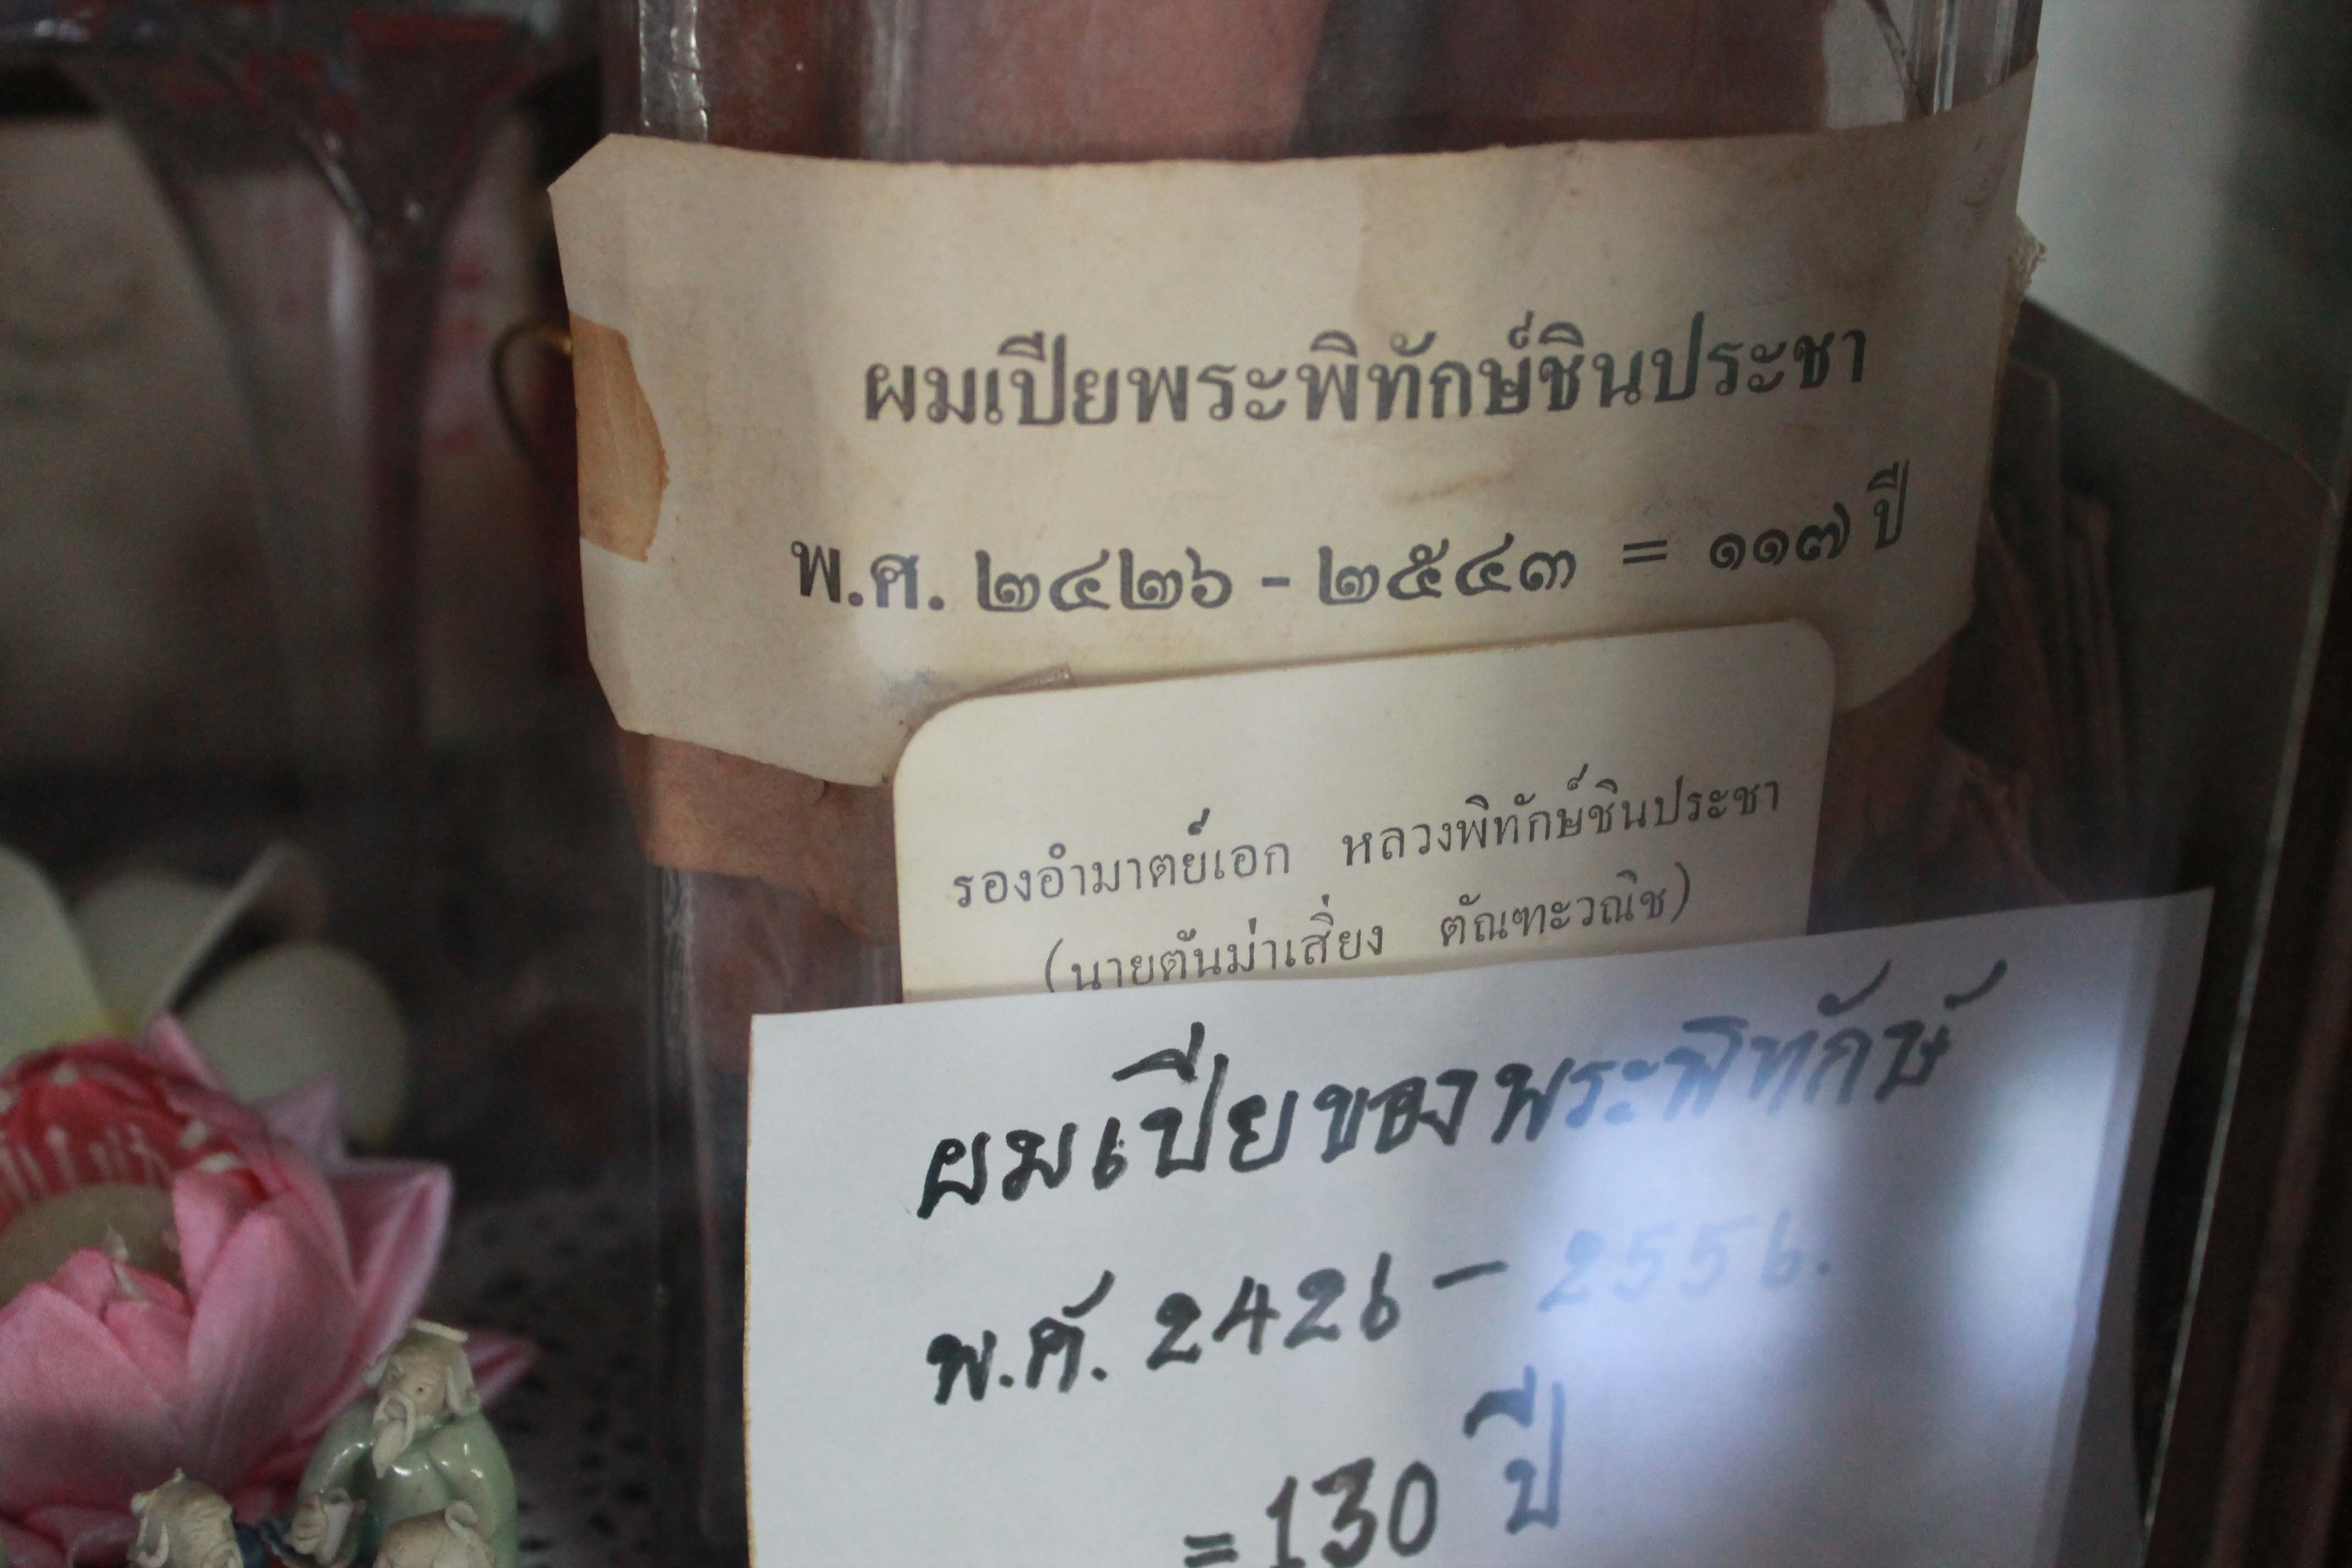 ผมเปียพระพิทักษ์ชินประชา
พ.ศ. ๒๔๒๖ - ๒๕๔๓ = ๑๑๗ ปี
รองอำมาตย์เอก หลวงพิทักษ์ชินประชา
(นายตันม่าเสี่ยง ตัณฑะวณิช)
ผมเปียของพระพิทักษ์
พ.ศ. 2426 - 2556.
= 130 ปี